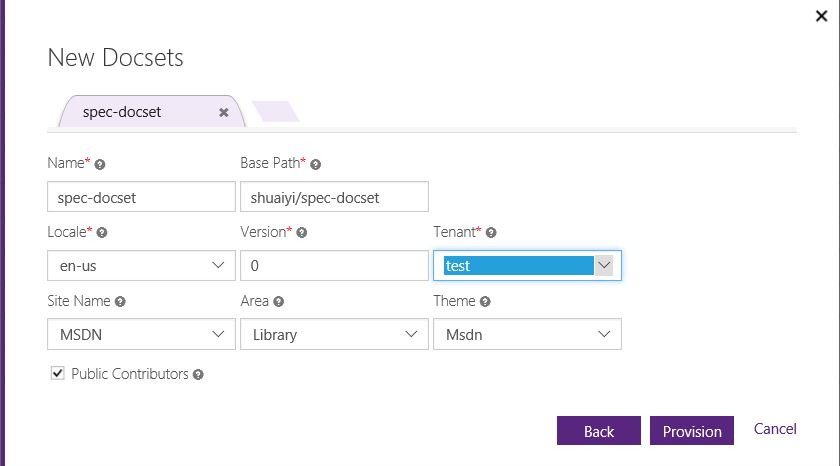 New Docsets
spec-docset
Name* Base Path*
spec-docset shuaiyi/spec-docset
Locale* Version* Tenant*
en-us 0 test
Site Name Area Theme
MSDN Library Msdn
Public Contributors
Back Provision Cancel